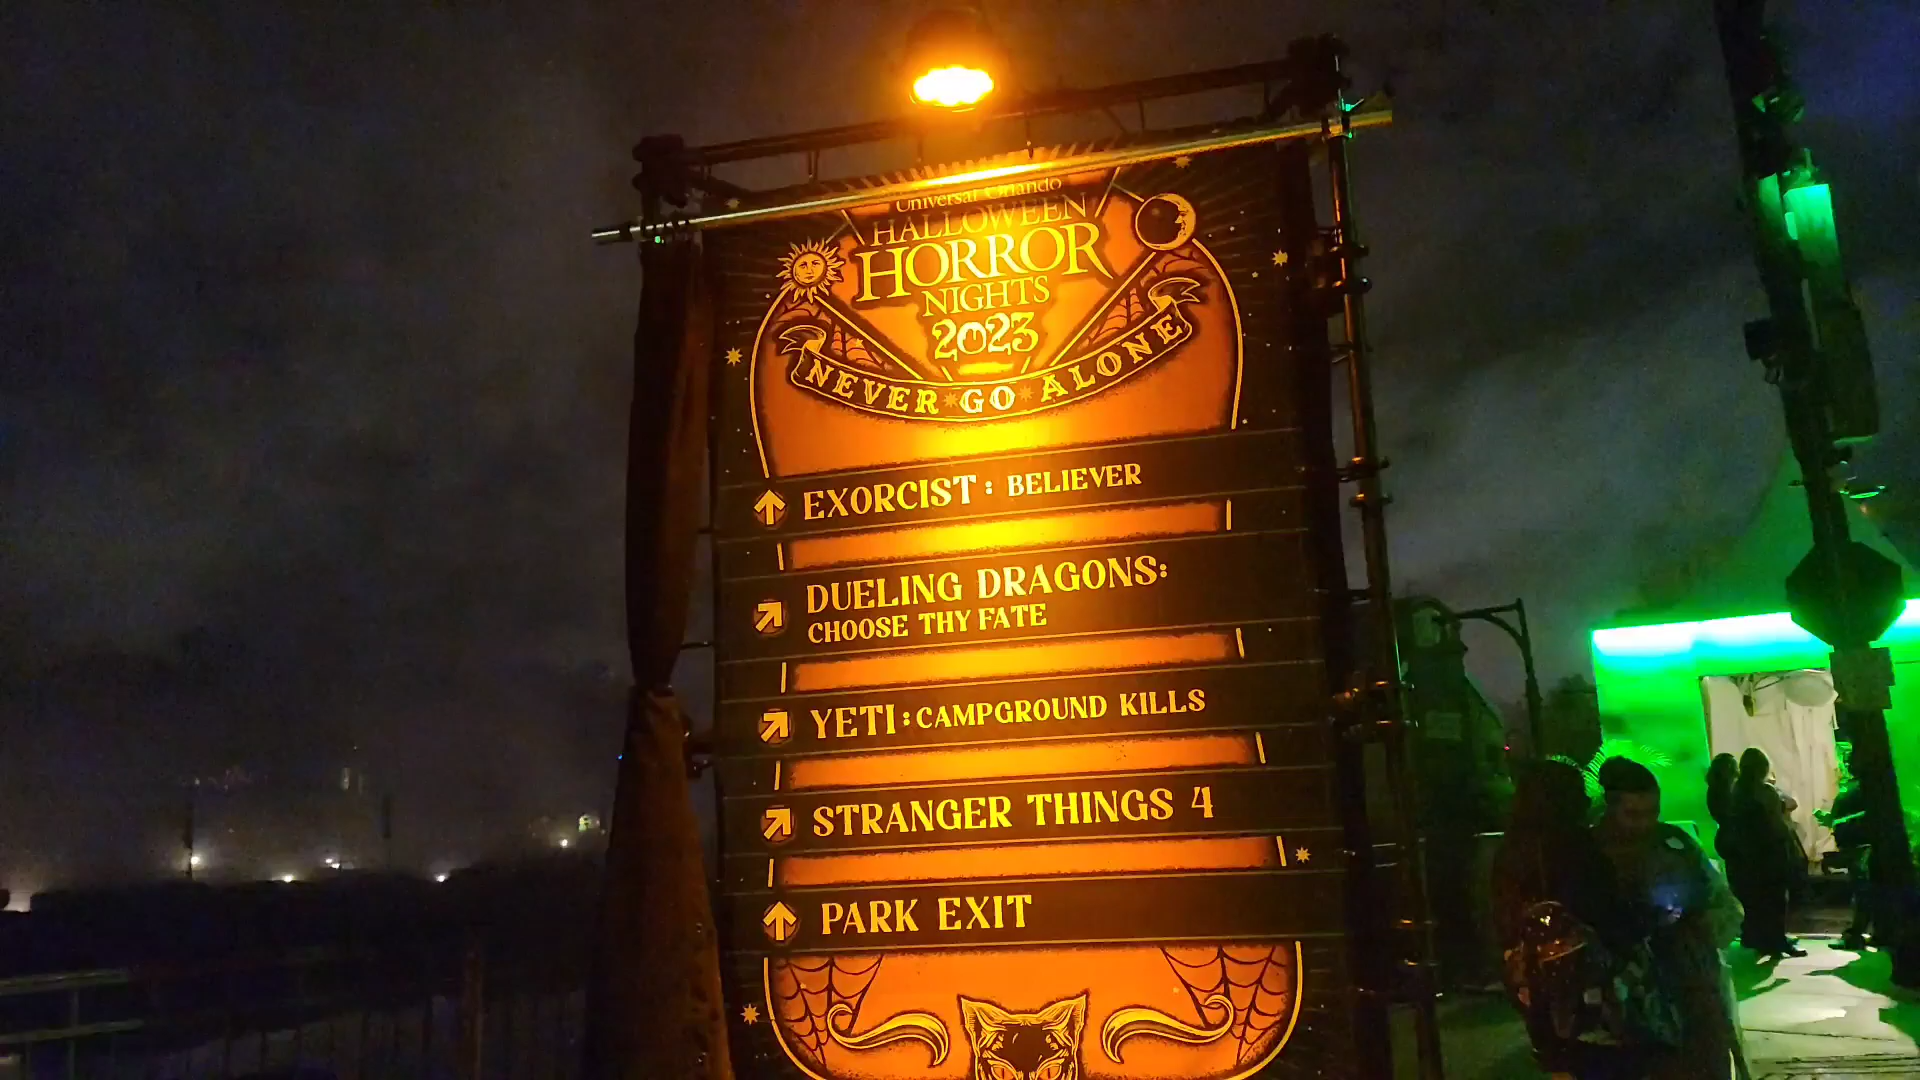 Universal Orlando
HALLOWEEN
HORROR
NIGHTS
2023
NEVER GO ALONE
EXORCIST: BELIEVER
DUELING DRAGONS:
CHOOSE THY FATE
YETI: CAMPGROUND KILLS
STRANGER THINGS 4
PARK EXIT